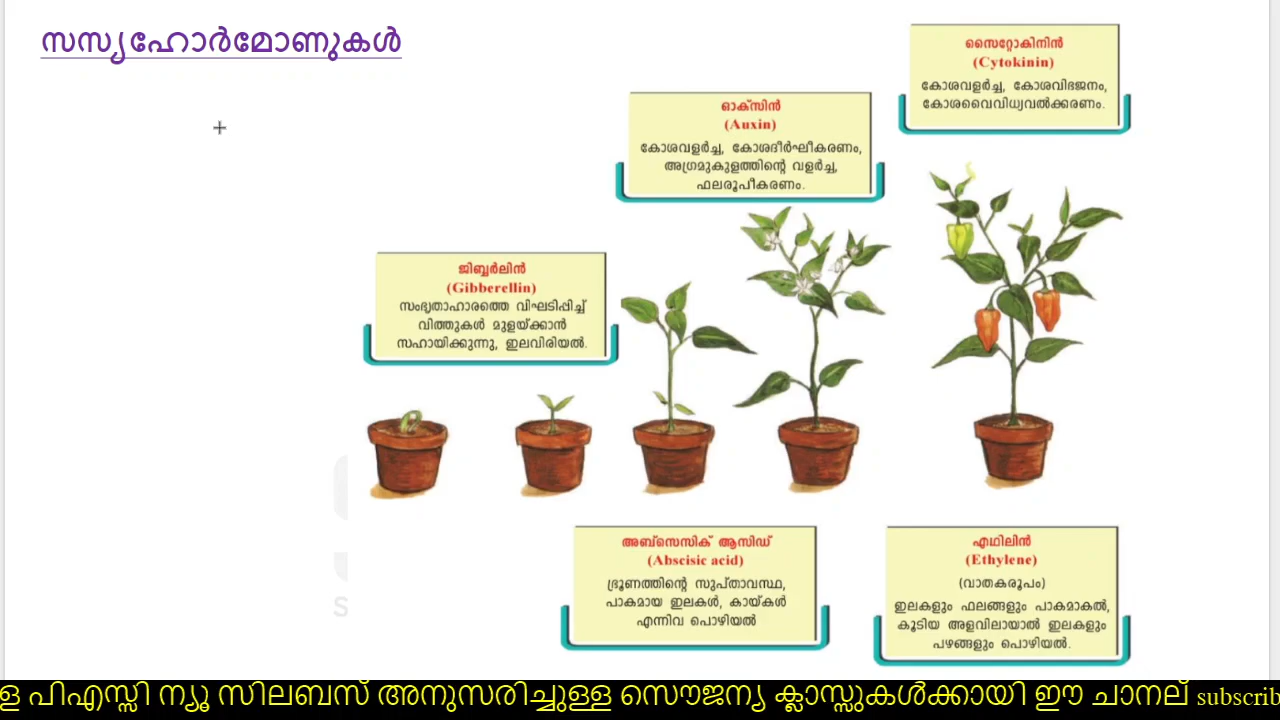 സസ്യഹോർമോണുകൾ
സൈറ്റോകിനിൻ
(Cytokinin)
കോശവളർച്ച, കോശവിഭജനം,
കോശവൈവിധ്യവൽക്കരണം.
ഓക്സിൻ
(Auxin)
കോശവളർച്ച, കോശദീർഘീകരണം,
അഗ്രമുകുളത്തിന്റെ വളർച്ച,
ഫലരൂപീകരണം.
ജിബ്ബർലിൻ
(Gibberellin)
സംഭൃതാഹാരത്തെ വിഘടിപ്പിച്ച്
വിത്തുകൾ മുളയ്ക്കാൻ
സഹായിക്കുന്നു, ഇലവിരിയൽ.
അബ്സെസിക് ആസിഡ്
(Abscisic acid)
ഭ്രൂണത്തിന്റെ സുപ്താവസ്ഥ,
പാകമായ ഇലകൾ, കായ്കൾ
എന്നിവ പൊഴിയൽ
എഥിലിൻ
(Ethylene)
(വാതകരൂപം)
ഇലകളും ഫലങ്ങളും പാകമാകൽ,
കൂടിയ അളവിലായാൽ ഇലകളും
പഴങ്ങളും പൊഴിയൽ.
ള പിഎസ്സി ന്യൂ സിലബസ് അനുസരിച്ചുള്ള സൌജന്യ ക്ലാസ്സുകൾക്കായി ഈ ചാനല് subscrib